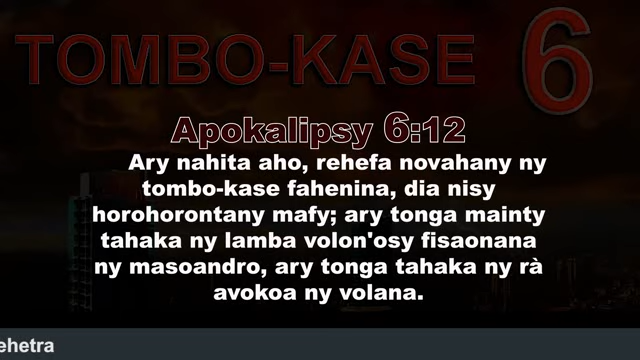 TOMBO-KASE 6
Apokalipsy 6:12
Ary nahita aho, rehefa novahany ny
tombo-kase fahenina, dia nisy
horohorontany mafy; ary tonga mainty
tahaka ny lamba volon'osy fisaonana
ny masoandro, ary tonga tahaka ny rà
avokoa ny volana.
ehetra